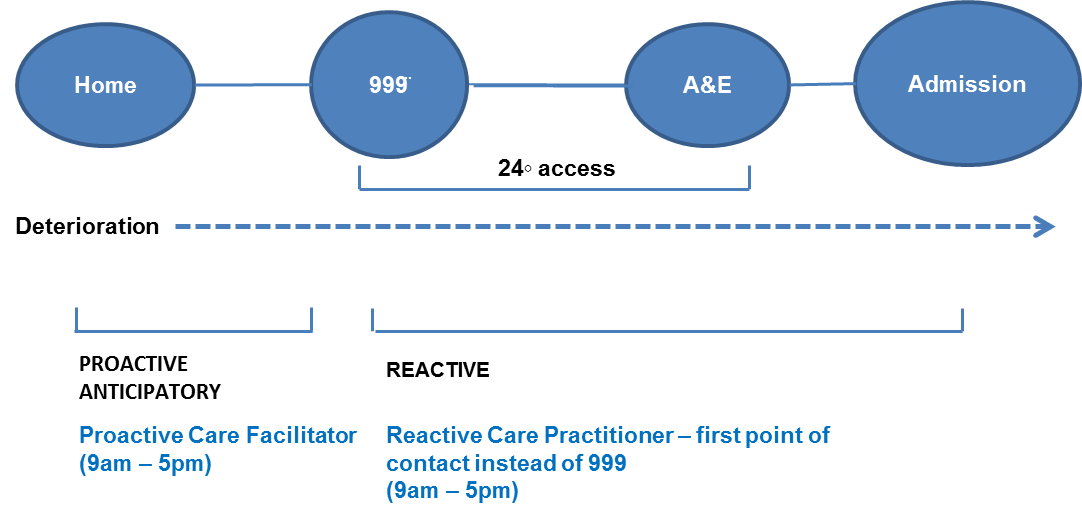 Home
999
A&E
Admission
24◦ access
Deterioration
PROACTIVE
ANTICIPATORY
REACTIVE
Proactive Care Facilitator
(9am – 5pm)
Reactive Care Practitioner – first point of
contact instead of 999
(9am – 5pm)